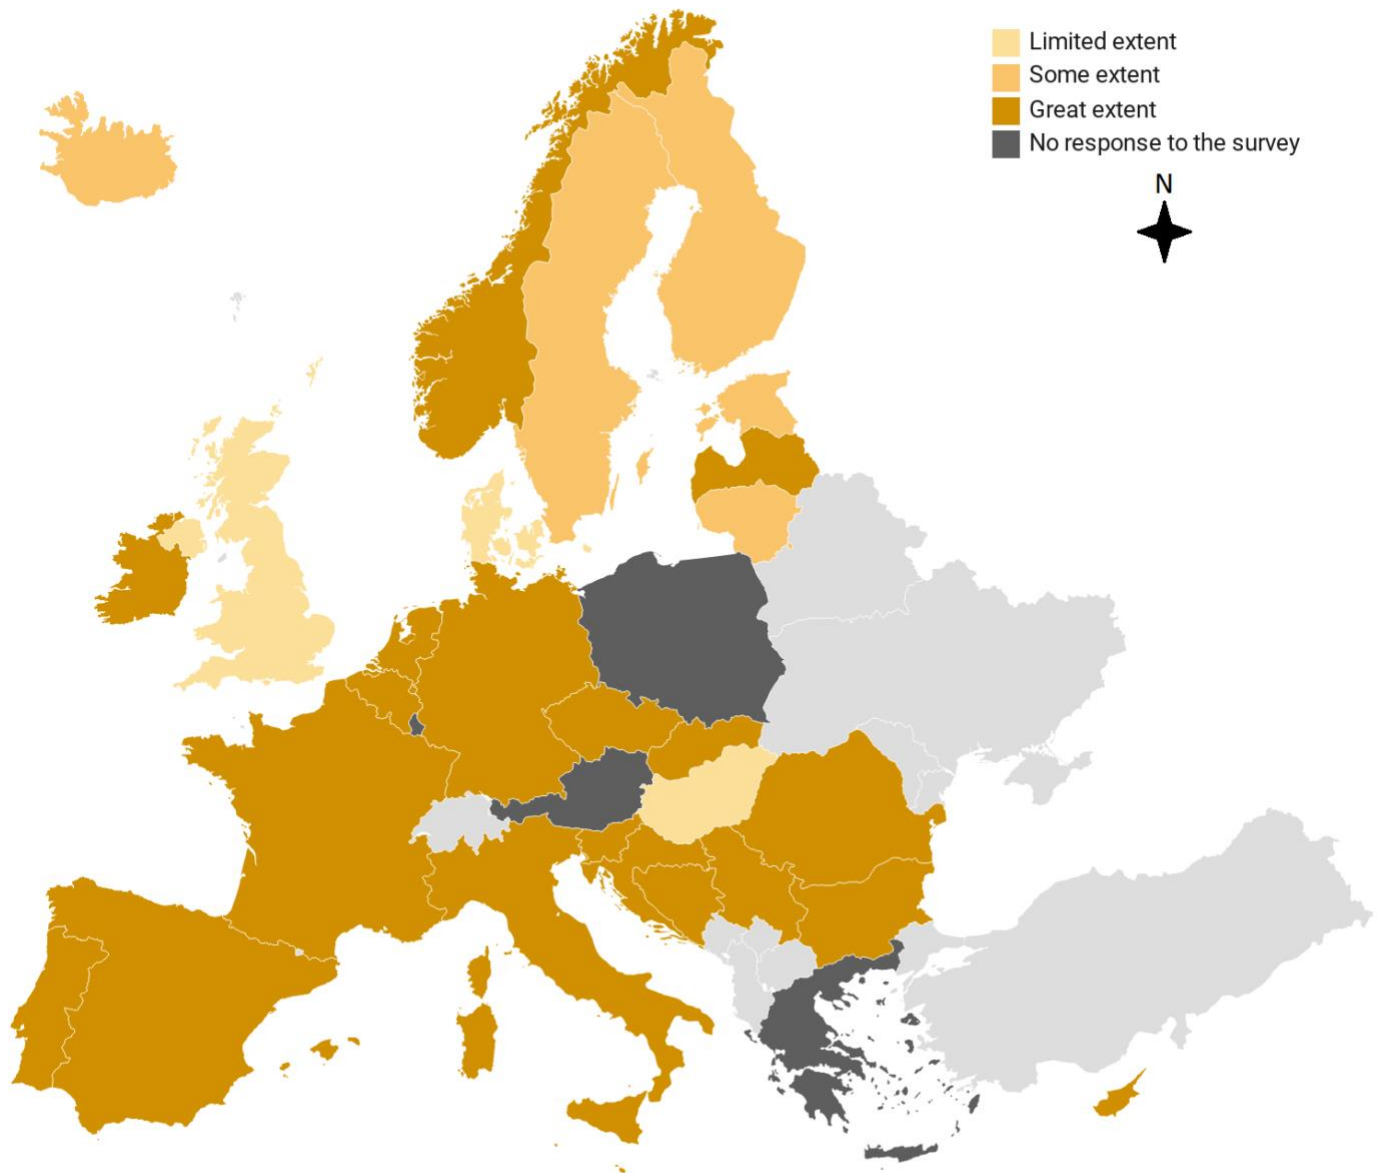 Limited extent
Some extent
Great extent
No response to the survey
N